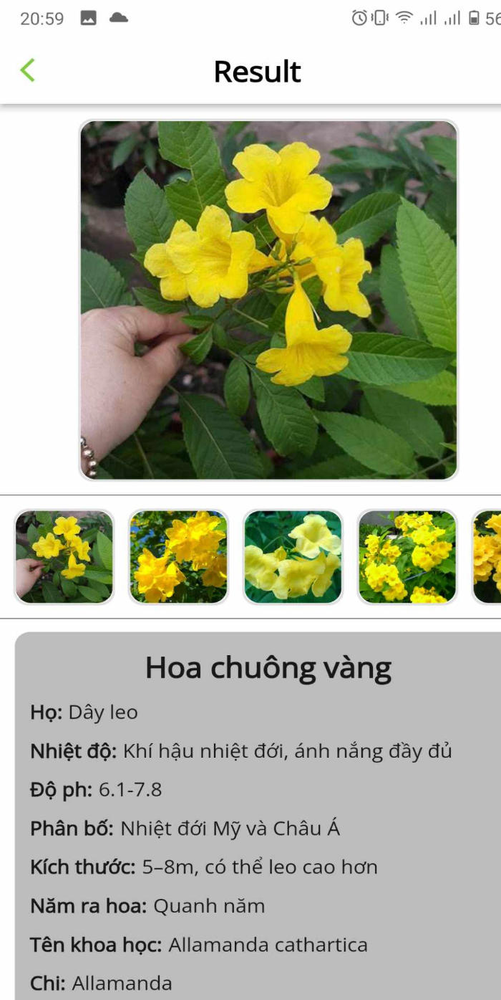 20:59
56
Result
Hoa chuông vàng
Họ: Dây leo
Nhiệt độ: Khí hậu nhiệt đới, ánh nắng đầy đủ
Độ ph: 6.1-7.8
Phân bố: Nhiệt đới Mỹ và Châu Á
Kích thước: 5–8m, có thể leo cao hơn
Năm ra hoa: Quanh năm
Tên khoa học: Allamanda cathartica
Chi: Allamanda